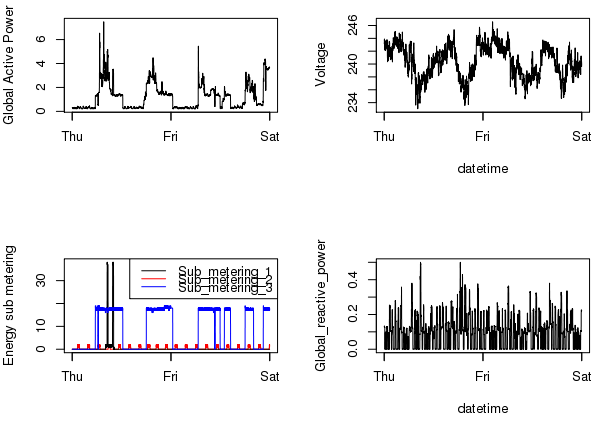 Global Active Power
6
4
2
0
Thu Fri Sat
Voltage
246
240
234
Thu Fri Sat
datetime
Energy sub metering
30
10
0
Sub_metering_1
Sub_metering_2
Sub_metering_3
Thu Fri Sat
Global_reactive_power
0.4
0.2
0.0
Thu Fri Sat
datetime